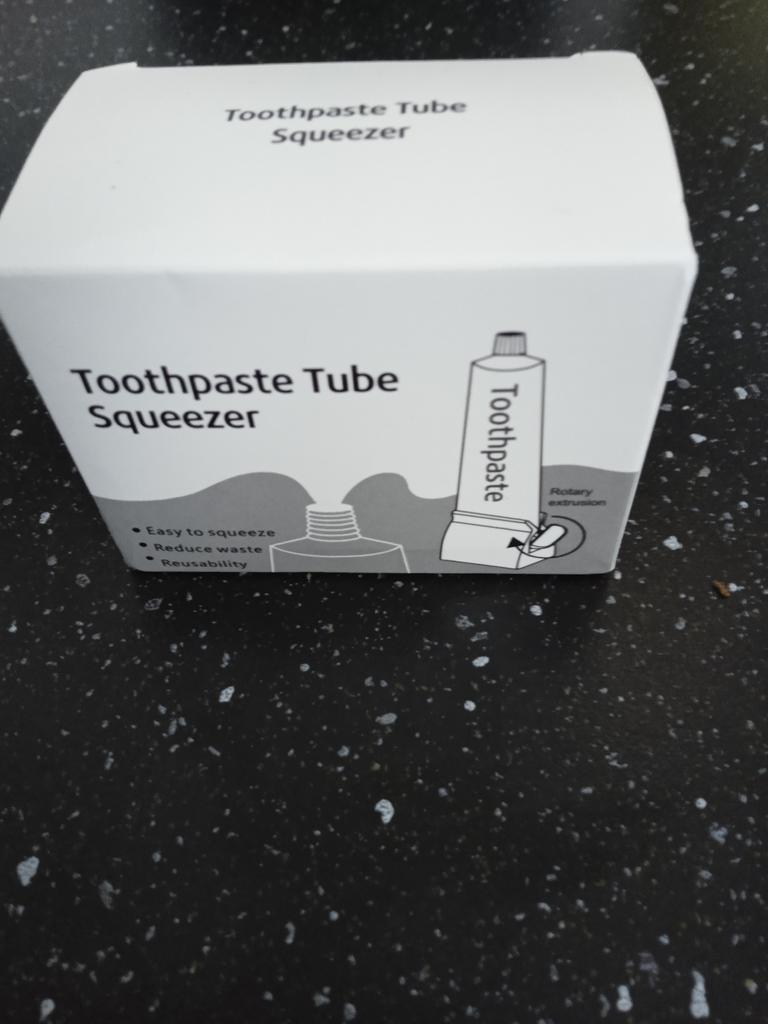 Toothpaste Tube
Squeezer
Toothpaste Tube
Squeezer
• Easy to squeeze
• Reduce waste
• Reusability
Toothpaste
Rotary
extrusion